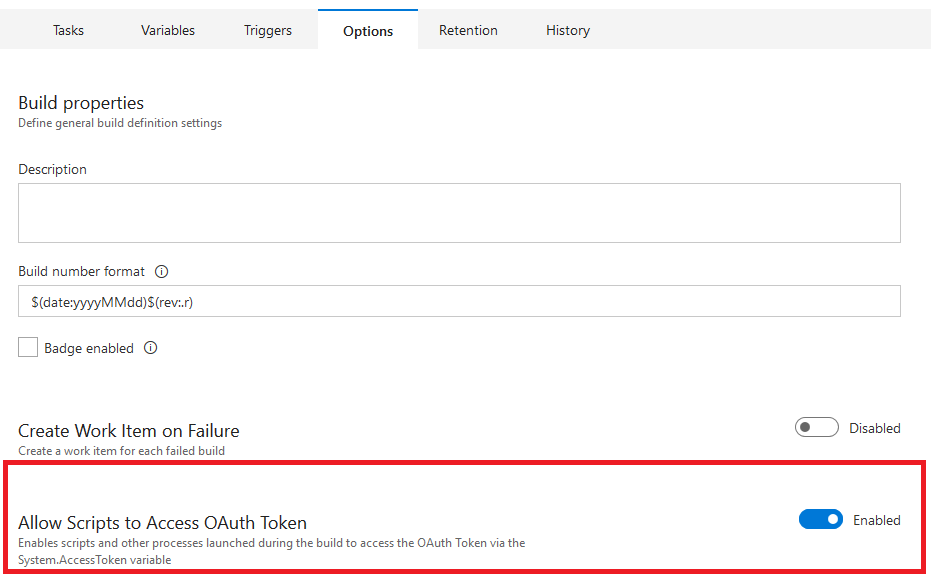 Tasks Variables Triggers Options Retention History
Build properties
Define general build definition settings
Description
Build number format
$(date:yyyyMMdd)$(rev:.r)
Badge enabled
Create Work Item on Failure Disabled
Create a work item for each failed build
Allow Scripts to Access OAuth Token Enabled
Enables scripts and other processes launched during the build to access the OAuth Token via the
System.AccessToken variable